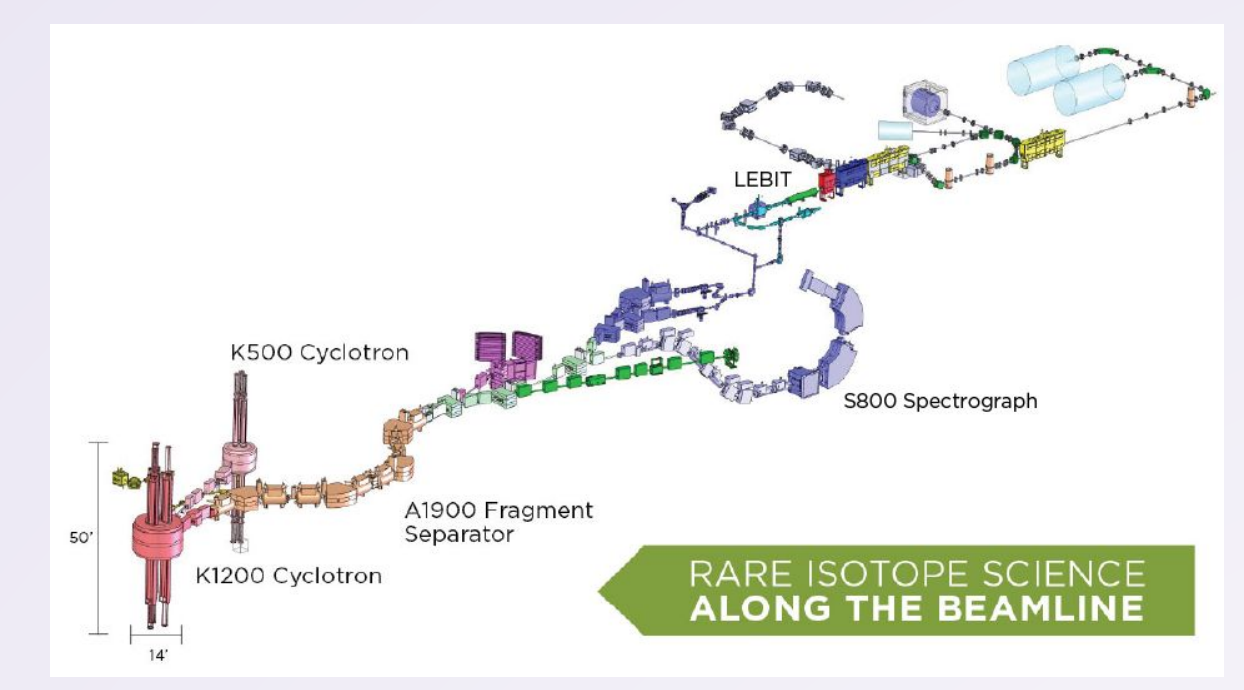 LEBIT
K500 Cyclotron
S800 Spectrograph
A1900 Fragment
Separator
50'
K1200 Cyclotron
RARE ISOTOPE SCIENCE
ALONG THE BEAMLINE
14'